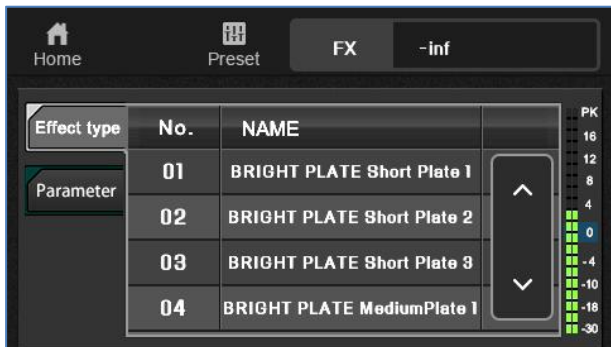 Home
Preset
FX
-inf
Effect type
Parameter
No. NAME
01 BRIGHT PLATE Short Plate 1
02 BRIGHT PLATE Short Plate 2
03 BRIGHT PLATE Short Plate 3
04 BRIGHT PLATE MediumPlate 1
PK
16
12
8
4
0
-4
-10
-18
-30